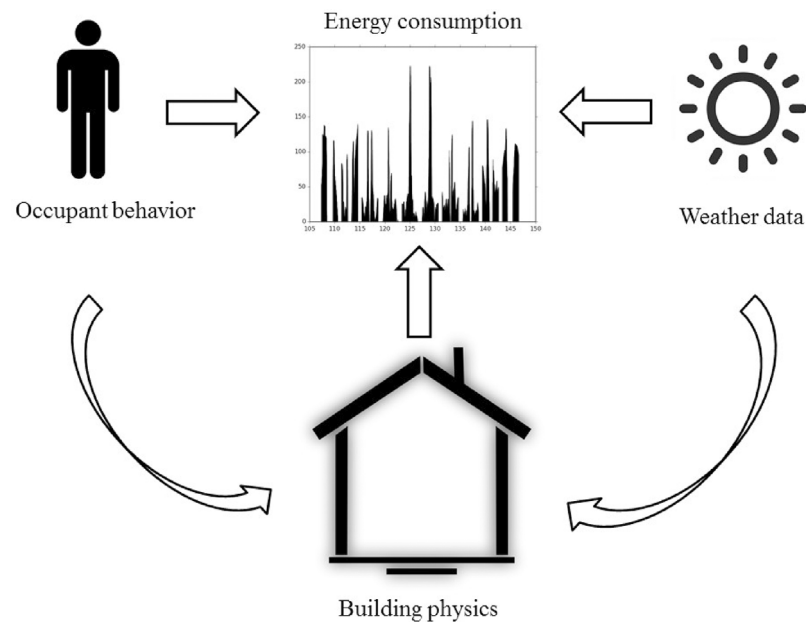 Energy consumption
250
200
150
100
50
0
105 110 115 120 125 130 135 140 145 150
Occupant behavior
Weather data
Building physics